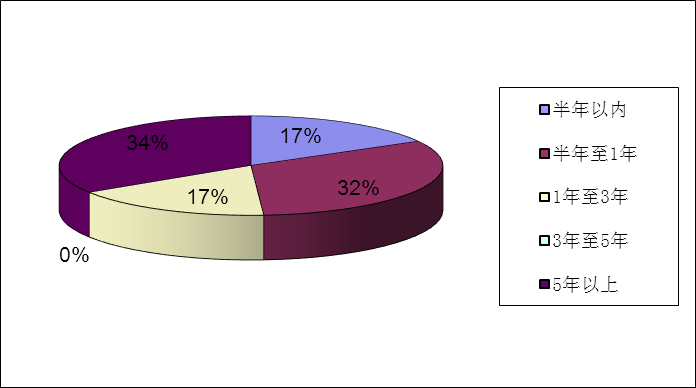 34%
17%
32%
17%
0%
半年以内
半年至1年
1年至3年
3年至5年
5年以上